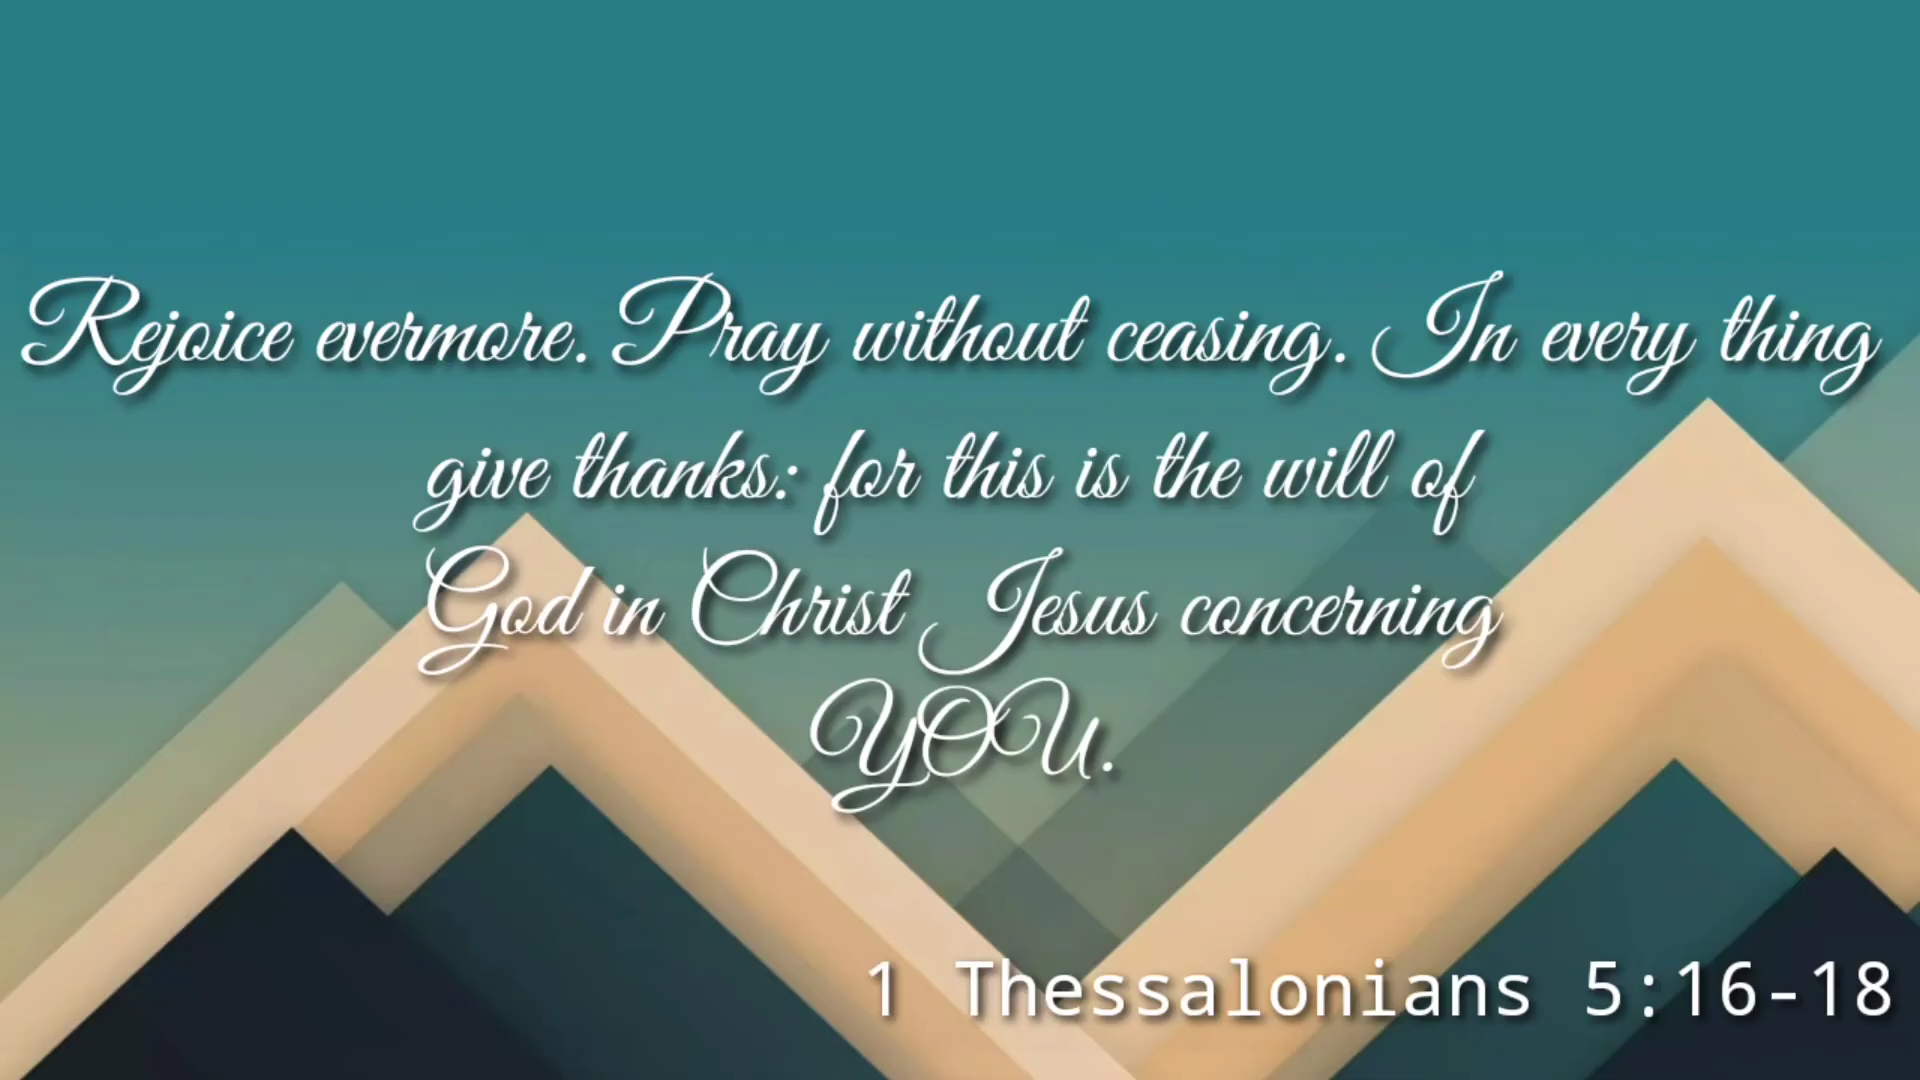 Rejoice evermore. Pray without ceasing. In every thing
give thanks: for this is the will of
God in Christ Jesus concerning
YOU.
1 Thessalonians 5:16-18